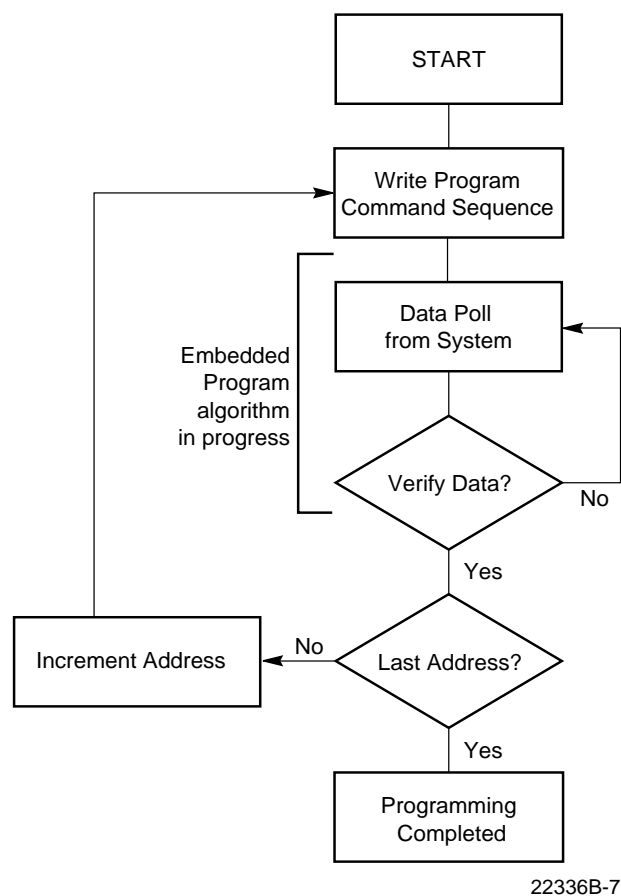 START
Write Program
Command Sequence
Data Poll
from System
Embedded
Program
algorithm
in progress
Verify Data?
No
Yes
No
Increment Address
Last Address?
Yes
Programming
Completed
22336B-7